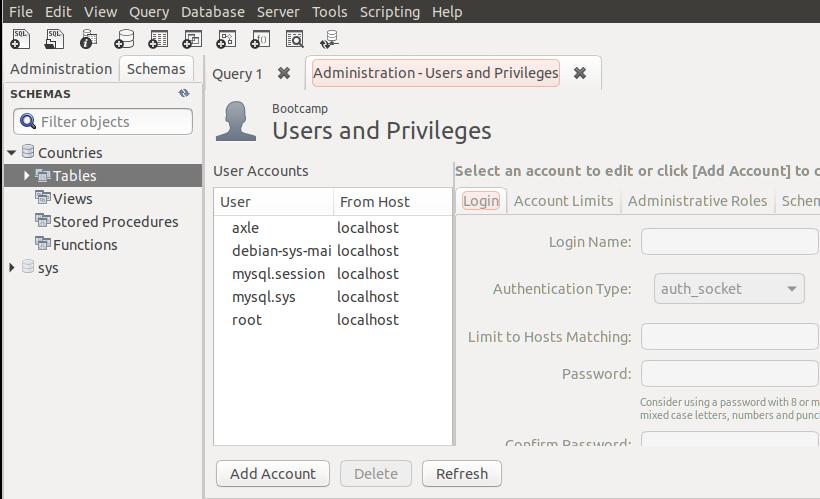 File Edit View Query Database Server Tools Scripting Help
SQL SQL
Administration Schemas
Query 1 Administration - Users and Privileges
SCHEMAS
Filter objects
Countries
Tables
Views
Stored Procedures
Functions
sys
Bootcamp
Users and Privileges
User Accounts
User From Host
axle localhost
debian-sys-mai localhost
mysql.session localhost
mysql.sys localhost
root localhost
Select an account to edit or click [Add Account] to c
Login Account Limits Administrative Roles Schem
Login Name:
Authentication Type: auth_socket
Limit to Hosts Matching:
Password:
Consider using a password with 8 or m
mixed case letters, numbers and punc
Confirm Password:
Add Account Delete Refresh